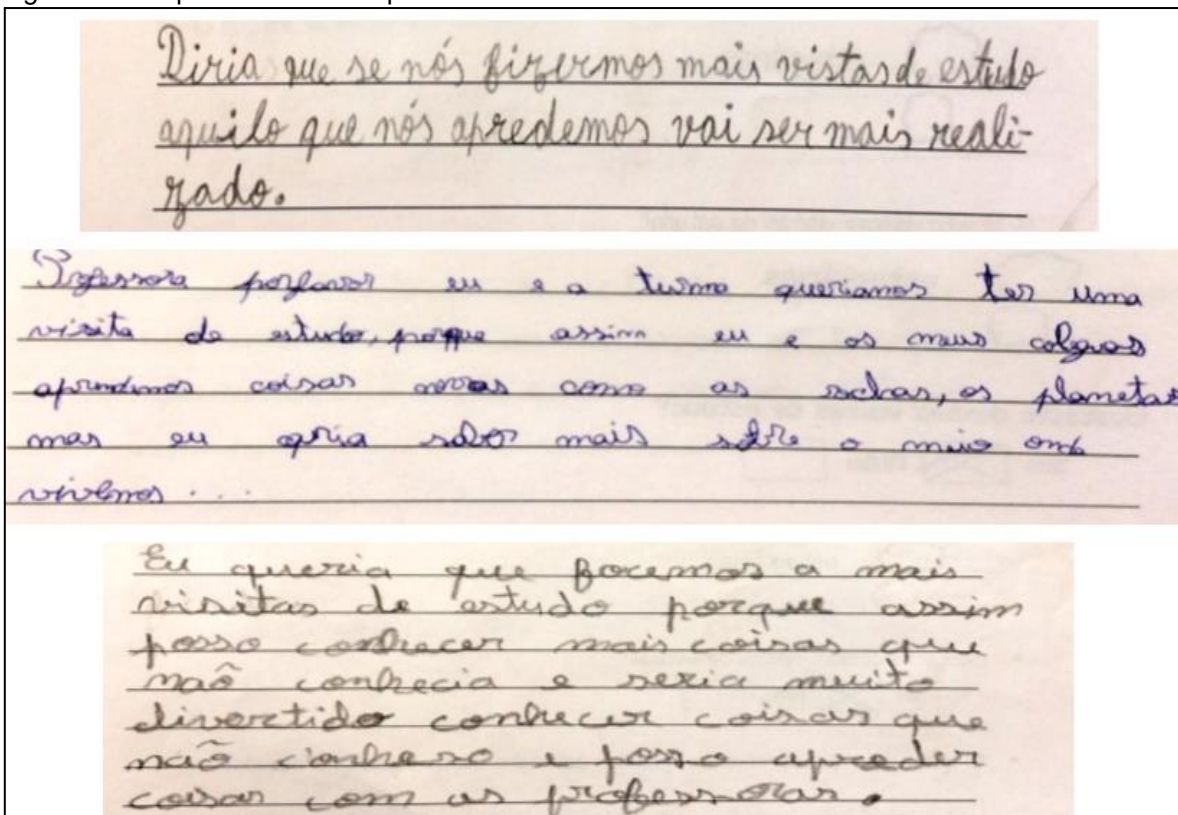 Diria que se nós fizermos mais vistas de estudo
aquilo que nós apredemos vai ser mais reali-
zado.
Professora porfavor eu e a turma queriamos ter uma
visita de estudo, porque assim eu e os meus colegas
aprendemos coisas novas como as rochas, os planetas
mas eu qria saber mais sobre o meio onde
vivemos...
Eu queria que focemos a mais
visitas de estudo porque assim
posso conhecer mais coisas que
não conhecia e seria muito
divertido conhecer coisas que
não conheso e posso apreder
coisas com as professoras.